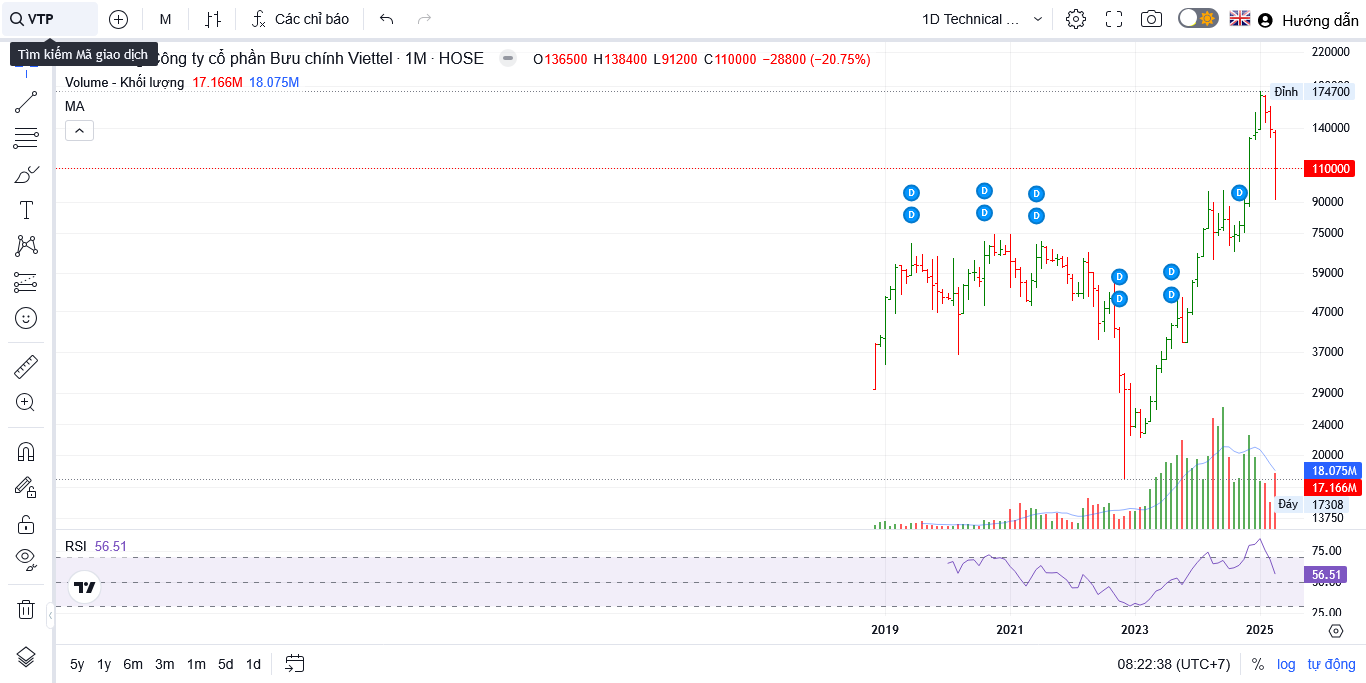 VTP
M
Các chỉ báo
1D Technical ...
Hướng dẫn
Tìm kiếm Mã giao dịch
Công ty cổ phần Bưu chính Viettel · 1M · HOSE
O136500 H138400 L91200 C110000 −28800 (−20.75%)
Volume - Khối lượng 17.166M 18.075M
MA
220000
Đỉnh 174700
140000
110000
90000
75000
59000
47000
37000
29000
24000
20000
18.075M
17.166M
Đáy 17308
13750
D D D D
D D D
D D
D D
RSI 56.51
75.00
56.51
50.00
25.00
2019 2021 2023 2025
5y 1y 6m 3m 1m 5d 1d
08:22:38 (UTC+7) % log tự động